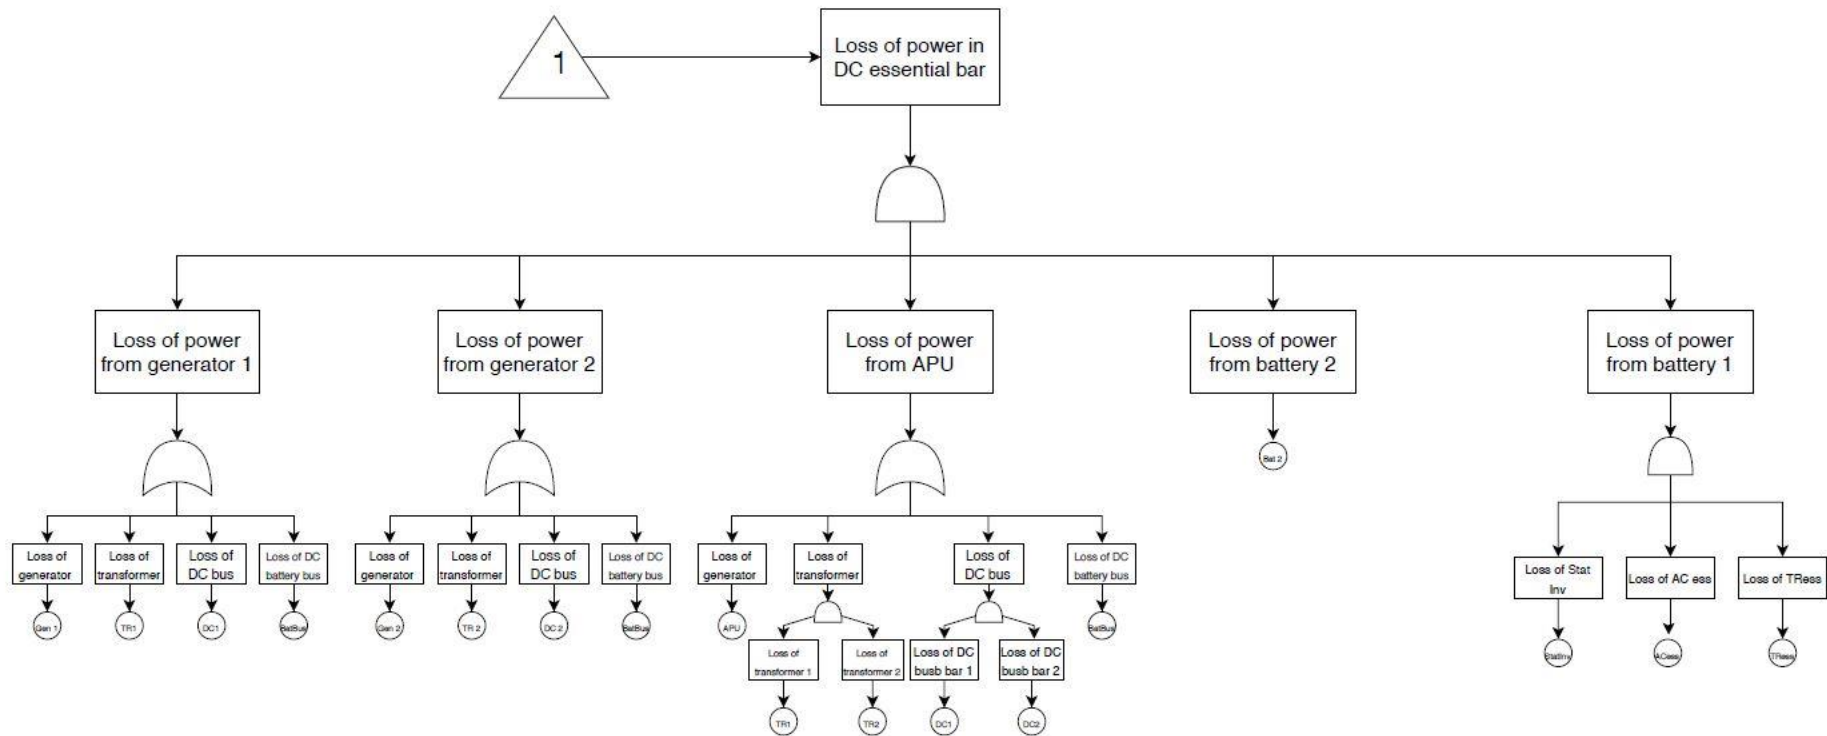 1
Loss of power in
DC essential bar
Loss of power
from generator 1
Loss of power
from generator 2
Loss of power
from APU
Loss of power
from battery 2
Loss of power
from battery 1
Bat 2
Loss of
generator
Loss of
transformer
Loss of
DC bus
Loss of DC
battery bus
Loss of
generator
Loss of
transformer
Loss of
DC bus
Loss of DC
battery bus
Loss of
generator
Loss of
transformer
Loss of
DC bus
Loss of DC
battery bus
Loss of Stat
Inv
Loss of AC ess
Loss of TRess
Gen 1
TR1
DC1
BatBus
Gen 2
TR 2
DC 2
BatBus
APU
BatBus
Loss of
transformer 1
Loss of
transformer 2
Loss of DC
busb bar 1
Loss of DC
busb bar 2
StatInv
ACess
TRess
TR1
TR2
DC1
DC2